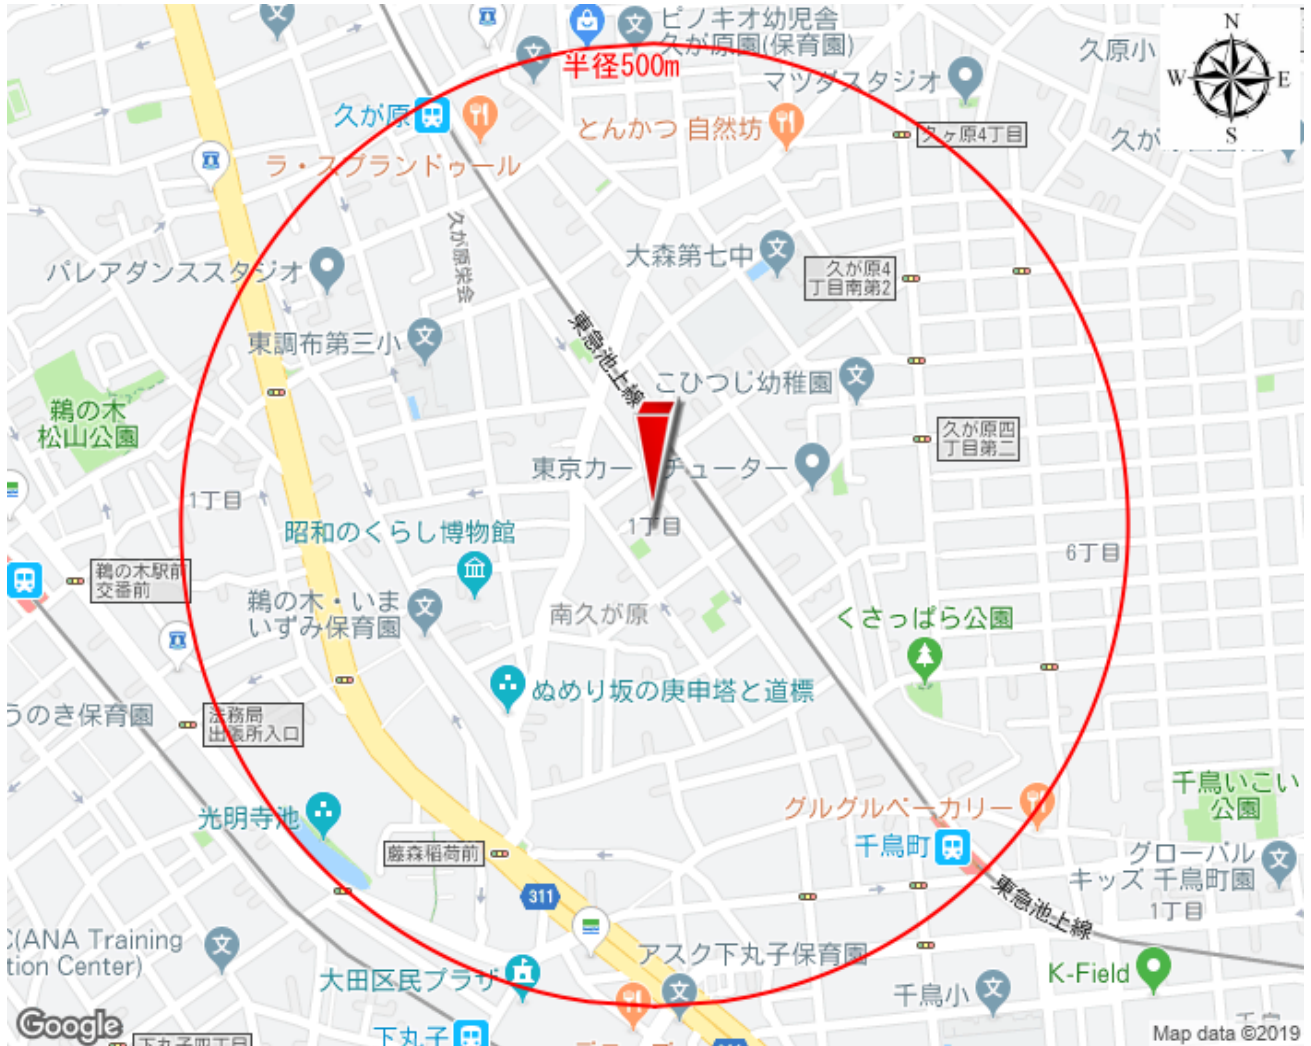 ピノキオ幼児舎
久が原園(保育園)
N
W
E
S
久原小
半径500m
マツダスタジオ
久が原
とんかつ 自然坊
久ヶ原4丁目
久が
ラ・スプランドゥール
久が原栄会
大森第七中
久が原4
丁目南第2
パレアダンススタジオ
東急池上線
東調布第三小
こひつじ幼稚園
鵜の木
松山公園
久が原四
丁目第二
東京カー
チューター
1丁目
1丁目
昭和のくらし博物館
6丁目
鵜の木駅前
交番前
鵜の木・いま
いずみ保育園
南久が原
くさっぱら公園
ぬめり坂の庚申塔と道標
うのき保育園
法務局
出張所入口
千鳥いこい
公園
光明寺池
グルグルベーカリー
千鳥町
藤森稲荷前
グローバル
キッズ 千鳥町園
東急池上線
1丁目
311
C(ANA Training
tion Center)
アスク下丸子保育園
大田区民プラザ
K-Field
千鳥小
Google
下丸子四丁目
下丸子
Map data ©2019